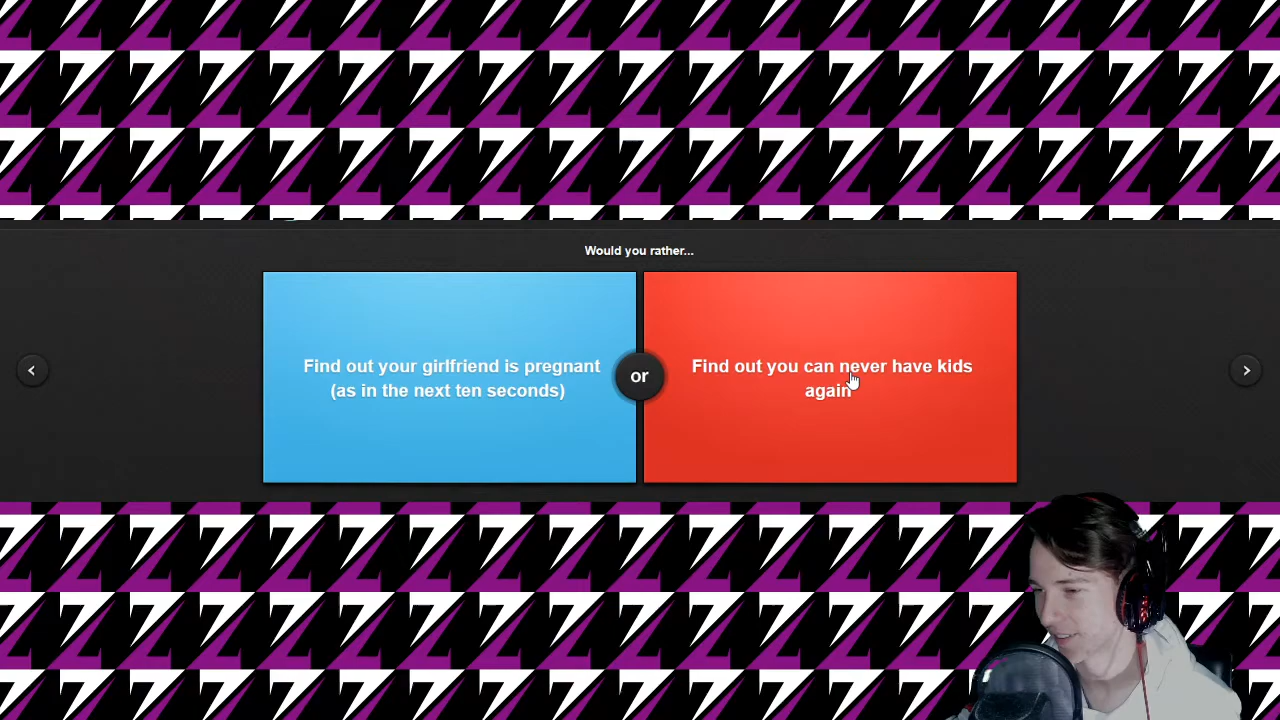 Would you rather...
Find out your girlfriend is pregnant
(as in the next ten seconds)
or
Find out you can never have kids
again